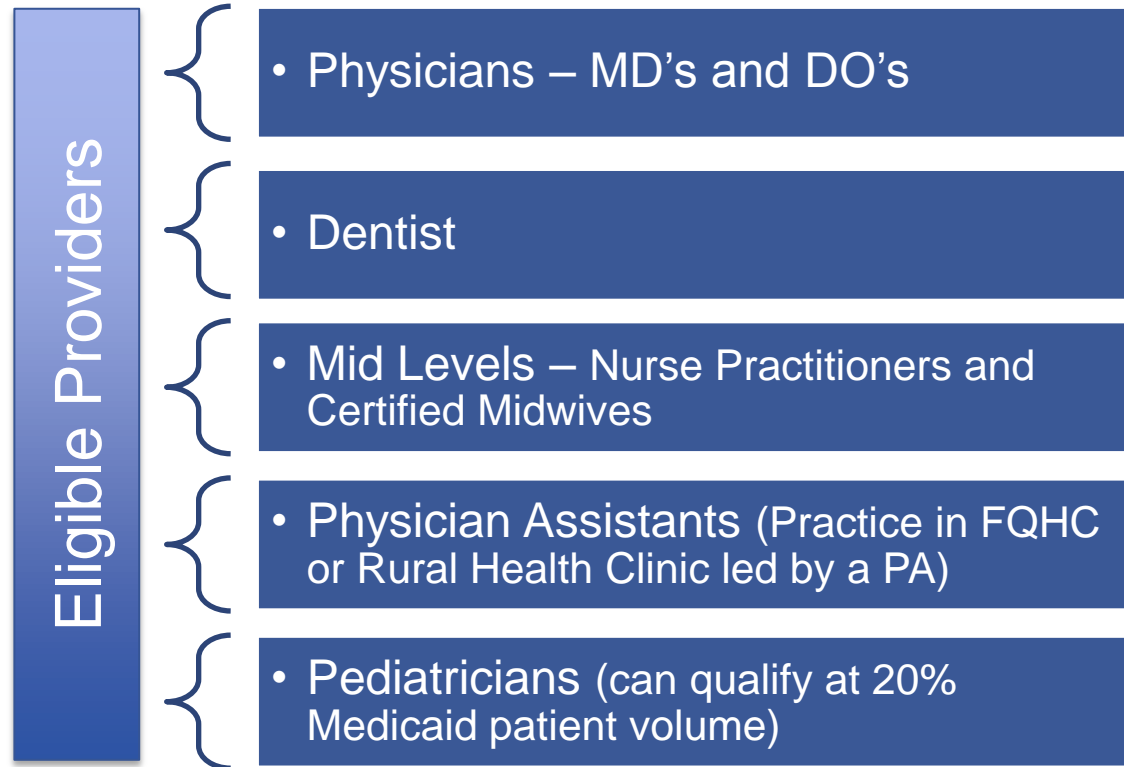 Eligible Providers
• Physicians – MD’s and DO’s
• Dentist
• Mid Levels – Nurse Practitioners and
Certified Midwives
• Physician Assistants (Practice in FQHC
or Rural Health Clinic led by a PA)
• Pediatricians (can qualify at 20%
Medicaid patient volume)